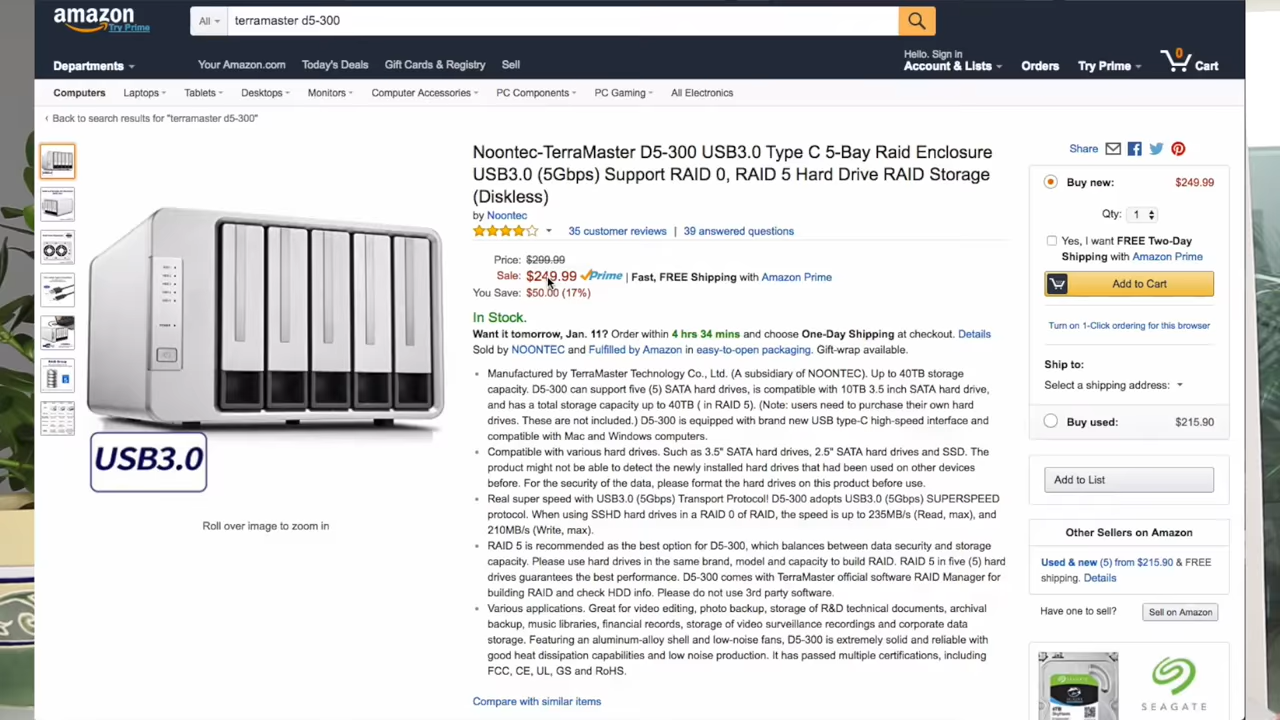 amazon
Try Prime
All
terramaster d5-300
Departments
Your Amazon.com
Today's Deals
Gift Cards & Registry
Sell
Hello. Sign in
Account & Lists
Orders
Try Prime
0
Cart
Computers
Laptops
Tablets
Desktops
Monitors
Computer Accessories
PC Components
PC Gaming
All Electronics
‹ Back to search results for "terramaster d5-300"
Noontec-TerraMaster D5-300 USB3.0 Type C 5-Bay Raid Enclosure
USB3.0 (5Gbps) Support RAID 0, RAID 5 Hard Drive RAID Storage
(Diskless)
by Noontec
35 customer reviews | 39 answered questions
Price: $299.99
Sale: $249.99 Prime | Fast, FREE Shipping with Amazon Prime
You Save: $50.00 (17%)
In Stock.
Want it tomorrow, Jan. 11? Order within 4 hrs 34 mins and choose One-Day Shipping at checkout. Details
Sold by NOONTEC and Fulfilled by Amazon in easy-to-open packaging. Gift-wrap available.
• Manufactured by TerraMaster Technology Co., Ltd. (A subsidiary of NOONTEC). Up to 40TB storage
capacity. D5-300 can support five (5) SATA hard drives, is compatible with 10TB 3.5 inch SATA hard drive,
and has a total storage capacity up to 40TB ( in RAID 5). (Note: users need to purchase their own hard
drives. These are not included.) D5-300 is equipped with brand new USB type-C high-speed interface and
compatible with Mac and Windows computers.
• Compatible with various hard drives. Such as 3.5" SATA hard drives, 2.5" SATA hard drives and SSD. The
product might not be able to detect the newly installed hard drives that had been used on other devices
before. For the security of the data, please format the hard drives on this product before use.
• Real super speed with USB3.0 (5Gbps) Transport Protocol! D5-300 adopts USB3.0 (5Gbps) SUPERSPEED
protocol. When using SSHD hard drives in a RAID 0 of RAID, the speed is up to 235MB/s (Read, max), and
210MB/s (Write, max).
• RAID 5 is recommended as the best option for D5-300, which balances between data security and storage
capacity. Please use hard drives in the same brand, model and capacity to build RAID. RAID 5 in five (5) hard
drives guarantees the best performance. D5-300 comes with TerraMaster official software RAID Manager for
building RAID and check HDD info. Please do not use 3rd party software.
• Various applications. Great for video editing, photo backup, storage of R&D technical documents, archival
backup, music libraries, financial records, storage of video surveillance recordings and corporate data
storage. Featuring an aluminum-alloy shell and low-noise fans, D5-300 is extremely solid and reliable with
good heat dissipation capabilities and low noise production. It has passed multiple certifications, including
FCC, CE, UL, GS and RoHS.
Compare with similar items
USB3.0
Roll over image to zoom in
Share
Buy new: $249.99
Qty: 1
Yes, I want FREE Two-Day
Shipping with Amazon Prime
Add to Cart
Turn on 1-Click ordering for this browser
Ship to:
Select a shipping address:
Buy used: $215.90
Add to List
Other Sellers on Amazon
Used & new (5) from $215.90 & FREE
shipping. Details
Have one to sell? Sell on Amazon
SEAGATE